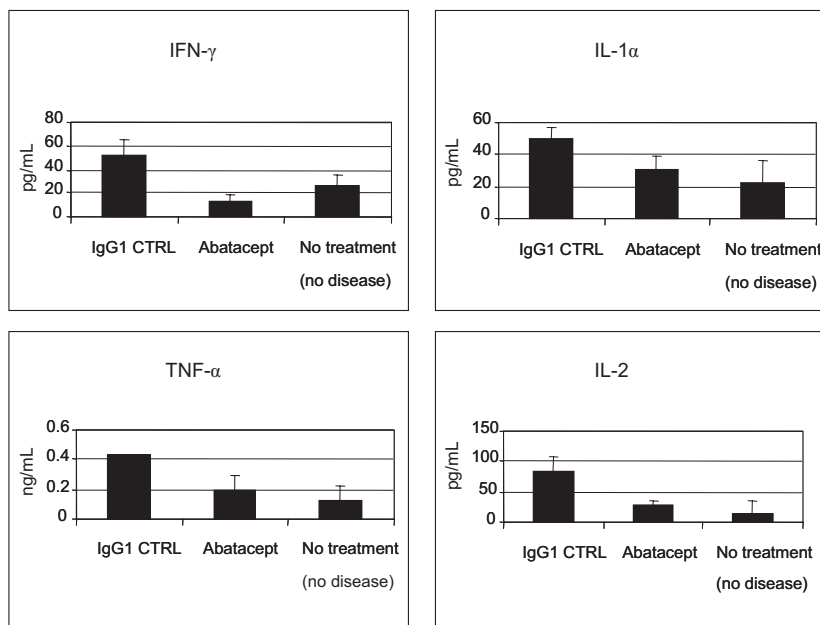 IFN-γ
80
60
40
20
0
pg/mL
IgG1 CTRL Abatacept No treatment
(no disease)
IL-1α
60
40
20
0
pg/mL
IgG1 CTRL Abatacept No treatment
(no disease)
TNF-α
0.6
0.4
0.2
0
ng/mL
IgG1 CTRL Abatacept No treatment
(no disease)
IL-2
150
100
50
0
pg/mL
IgG1 CTRL Abatacept No treatment
(no disease)